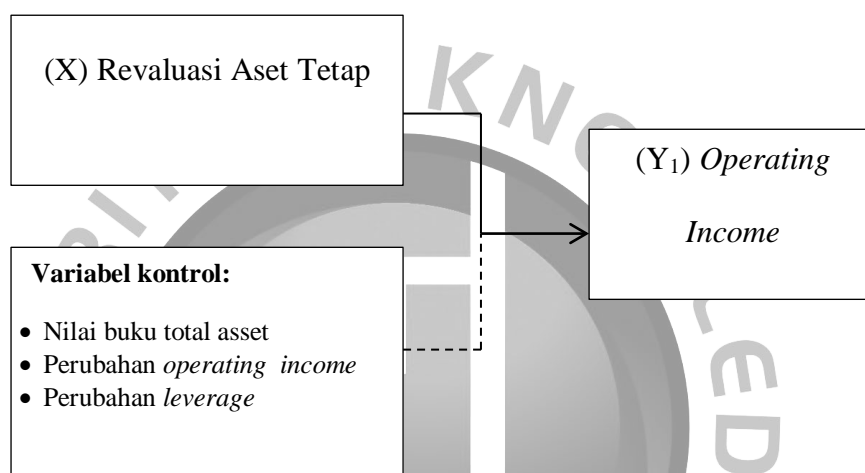 (X) Revaluasi Aset Tetap
(Y₁) Operating
Income
Variabel kontrol:
• Nilai buku total asset
• Perubahan operating income
• Perubahan leverage